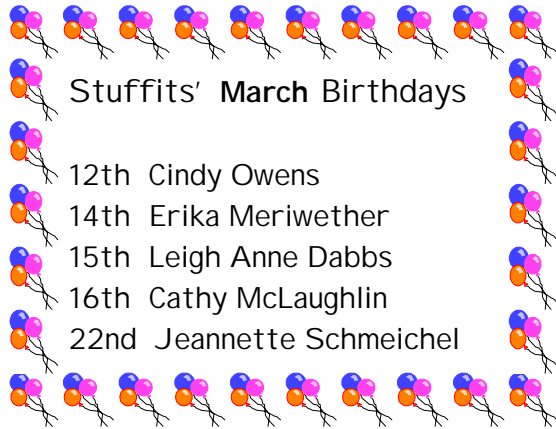 Stuffits' March Birthdays
12th Cindy Owens
14th Erika Meriwether
15th Leigh Anne Dabbs
16th Cathy McLaughlin
22nd Jeannette Schmeichel